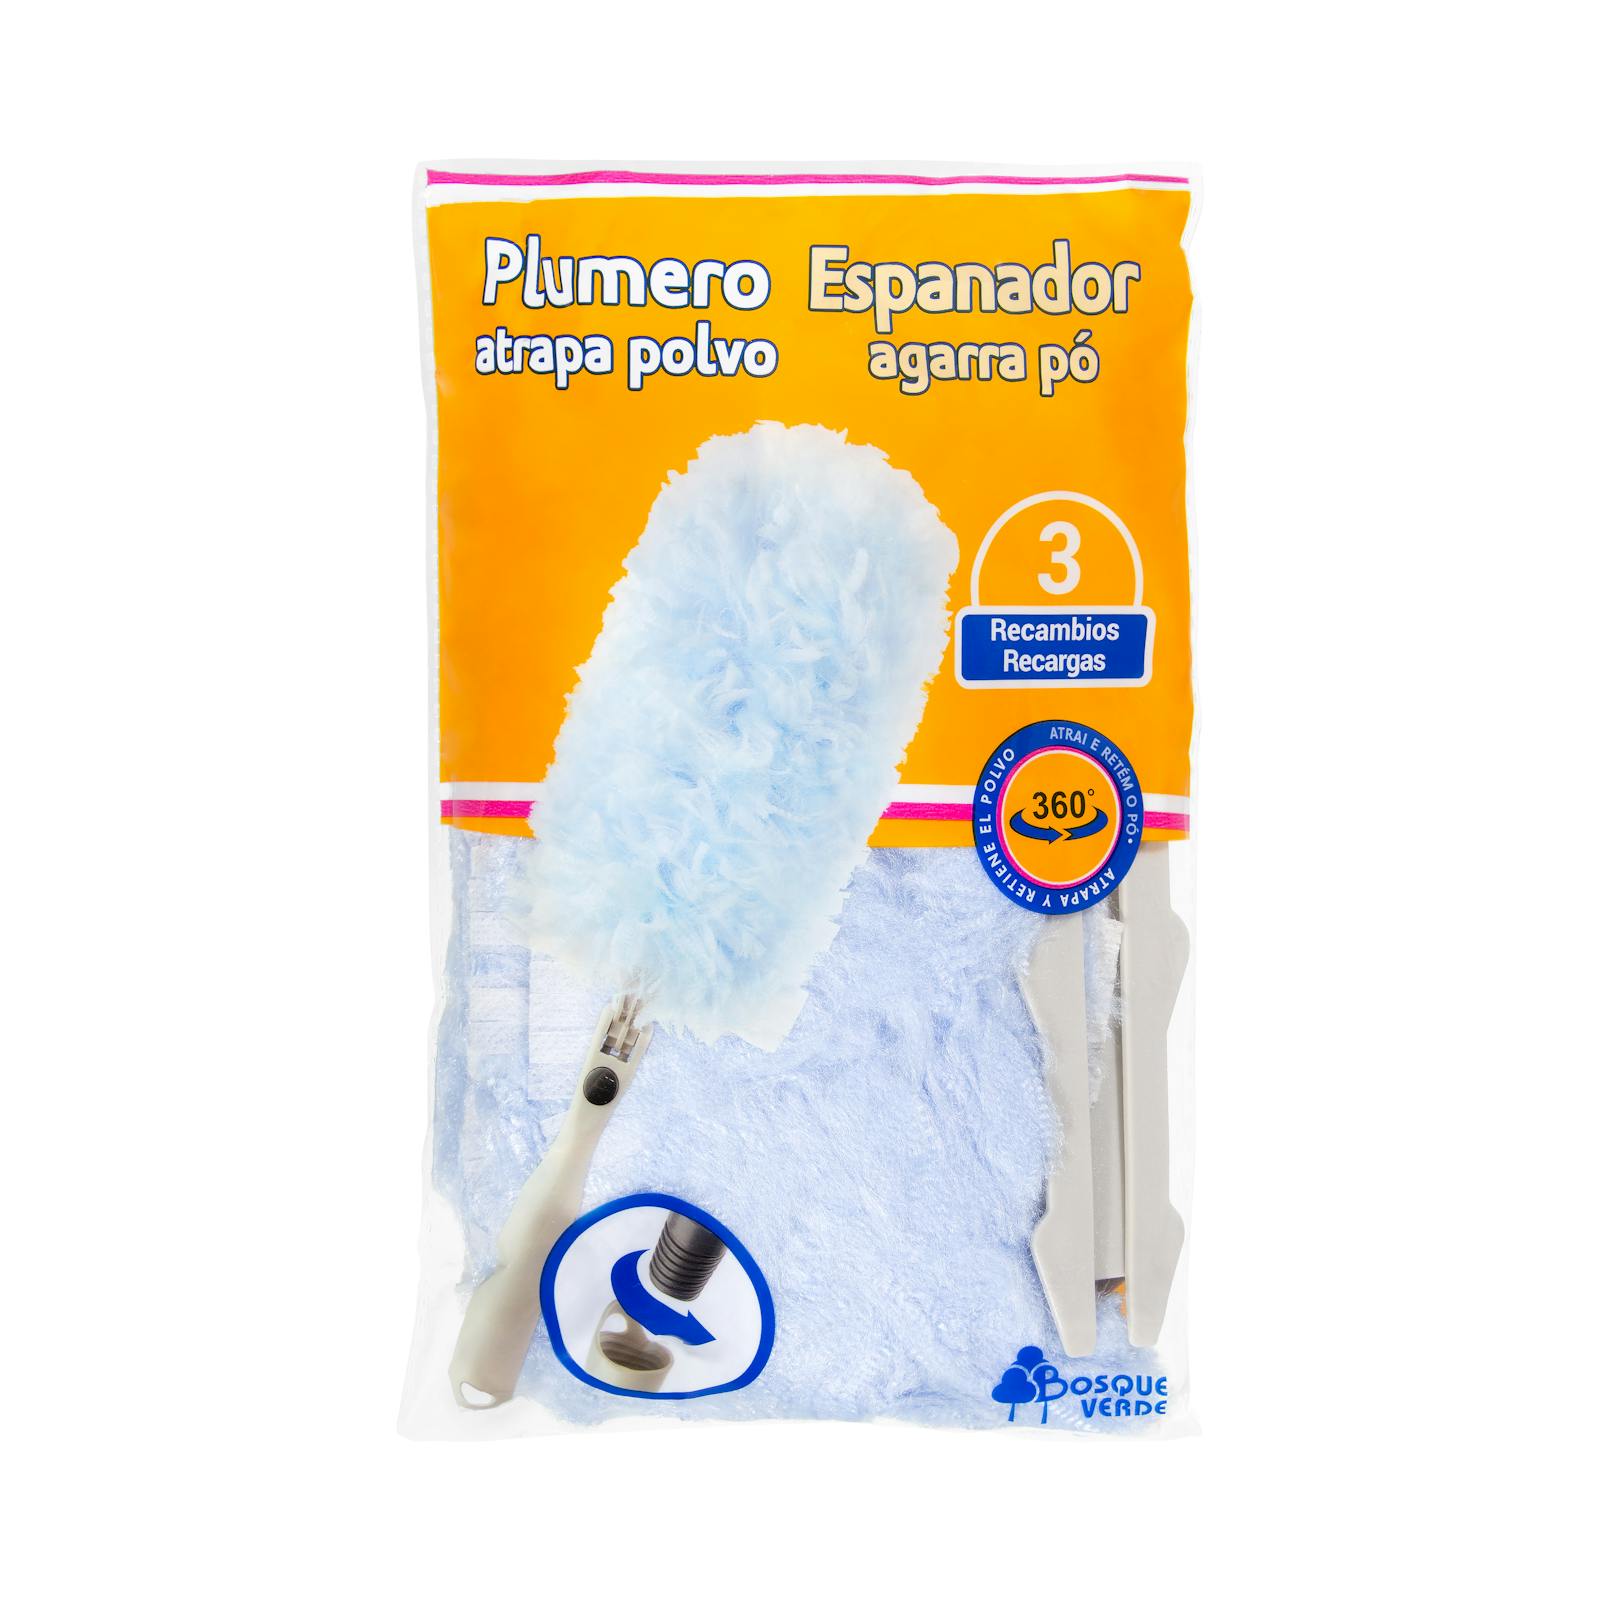 Plumero
atrapa polvo
Espanador
agarra pó
3
Recambios
Recargas
ATRAI E RETÉM O PÓ•
ATRAPA Y RETIENE EL POLVO
360°
BOSQUE
VERDE